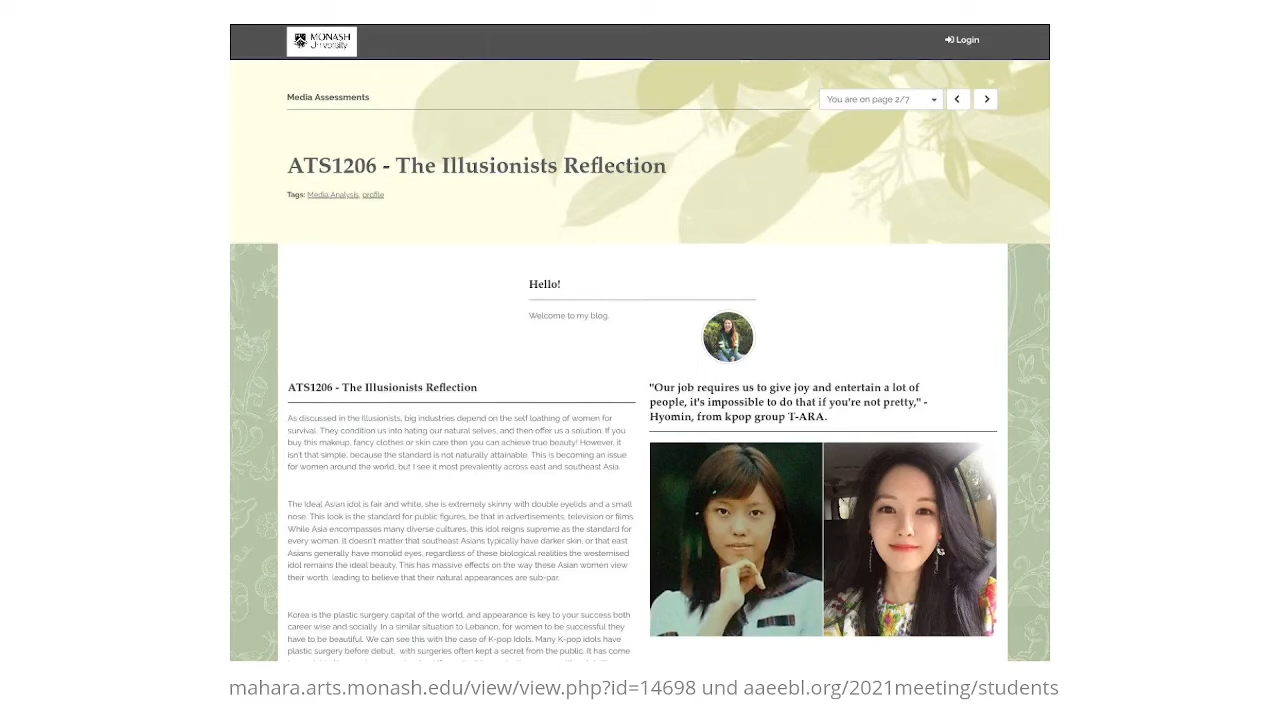 MONASH
University
Login
Media Assessments
You are on page 2/7
ATS1206 - The Illusionists Reflection
Tags: Media Analysis, profile
Hello!
Welcome to my blog.
ATS1206 - The Illusionists Reflection
As discussed in the Illusionists, big industries depend on the self loathing of women for
survival. They condition us into hating our natural selves, and then offer us a solution. If you
buy this makeup, fancy clothes or skin care then you can achieve true beauty! However, it
isn't that simple, because the standard is not naturally attainable. This is becoming an issue
for women around the world, but I see it most prevalently across east and southeast Asia.
The Ideal Asian idol is fair and white, she is extremely skinny with double eyelids and a small
nose. This look is the standard for public figures, be that in advertisements, television or films.
While Asia encompasses many diverse cultures, this idol reigns supreme as the standard for
every woman. It doesn't matter that southeast Asians typically have darker skin, or that east
Asians generally have monolid eyes, regardless of these biological realities the westernised
idol remains the ideal beauty. This has massive effects on the way these Asian women view
their worth, leading to believe that their natural appearances are sub-par.
Korea is the plastic surgery capital of the world, and appearance is key to your success both
career wise and socially. In a similar situation to Lebanon, for women to be successful they
have to be beautiful. We can see this with the case of K-pop Idols. Many K-pop idols have
plastic surgery before debut, with surgeries often kept a secret from the public. It has come
"Our job requires us to give joy and entertain a lot of
people, it's impossible to do that if you're not pretty," -
Hyomin, from kpop group T-ARA.
mahara.arts.monash.edu/view/view.php?id=14698 und aaeebl.org/2021meeting/students